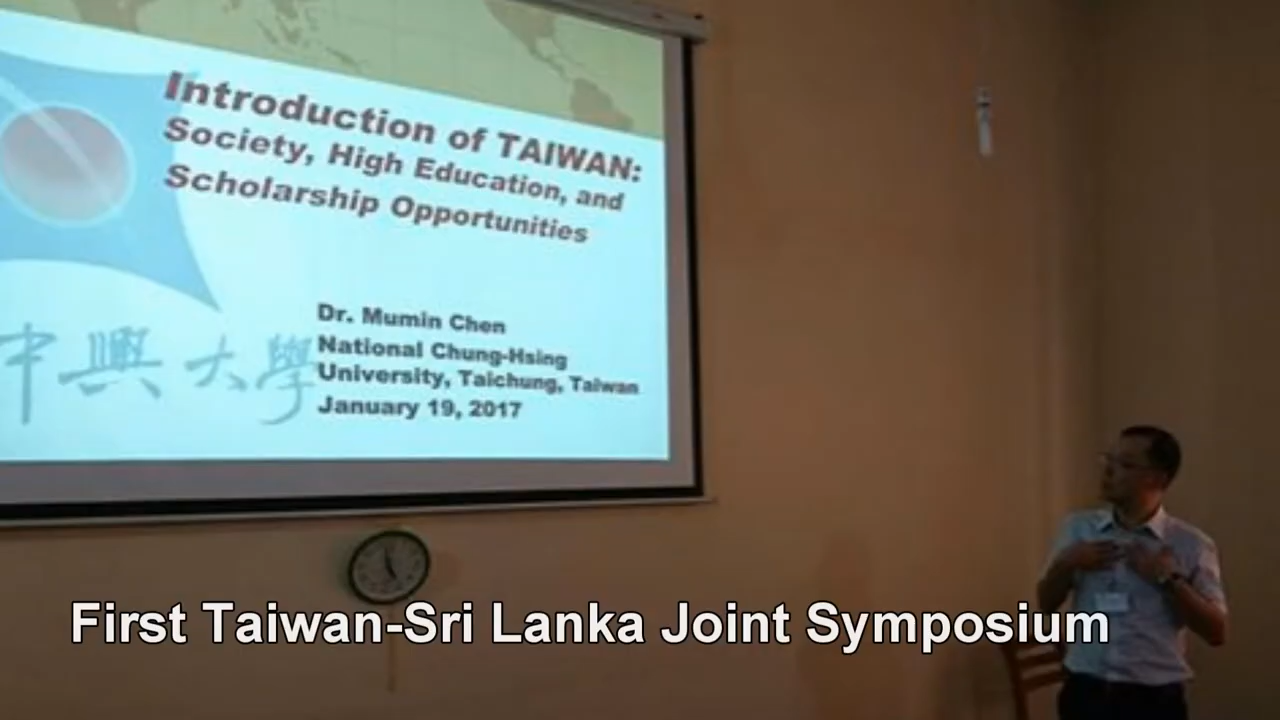 Introduction of TAIWAN:
Society, High Education, and
Scholarship Opportunities
Dr. Mumin Chen
National Chung-Hsing
University, Taichung, Taiwan
January 19, 2017
中興大學
First Taiwan-Sri Lanka Joint Symposium